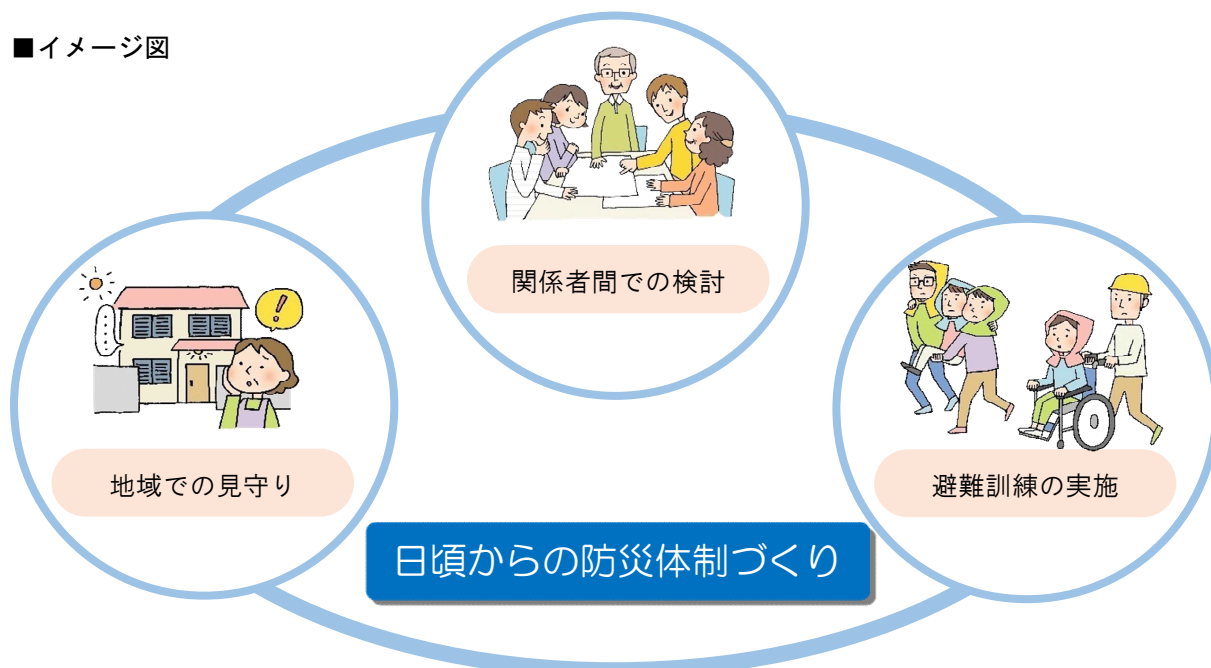 ■イメージ図
関係者間での検討
地域での見守り
避難訓練の実施
日頃からの防災体制づくり